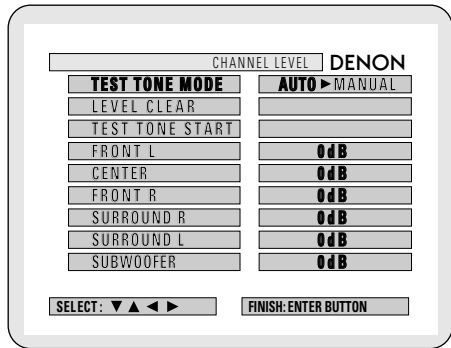 CHANNEL LEVEL DENON
TEST TONE MODE AUTO ►MANUAL
LEVEL CLEAR
TEST TONE START
FRONT L 0dB
CENTER 0dB
FRONT R 0dB
SURROUND R 0dB
SURROUND L 0dB
SUBWOOFER 0dB
SELECT: ▼ ▲ ◄ ► FINISH: ENTER BUTTON